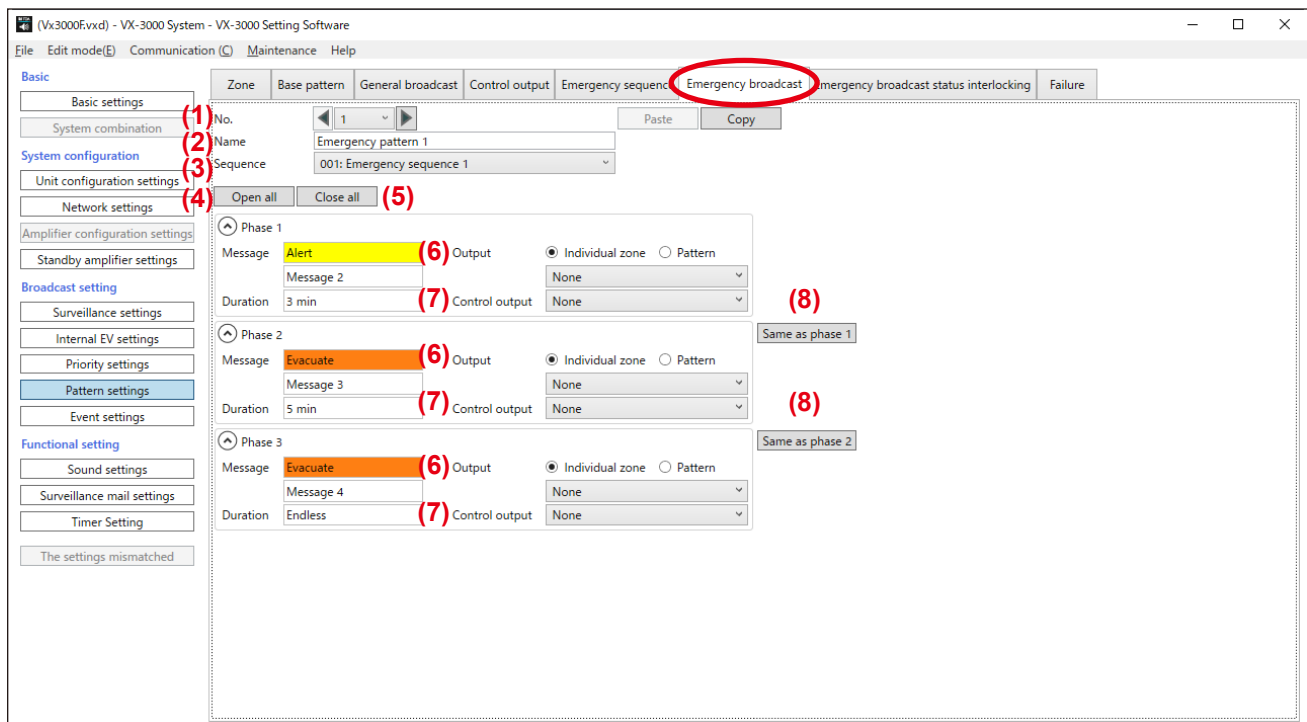 (Vx3000F.vxd) - VX-3000 System - VX-3000 Setting Software
File Edit mode(E) Communication (C) Maintenance Help
Basic
Basic settings
System combination
System configuration
Unit configuration settings
Network settings
Amplifier configuration settings
Standby amplifier settings
Broadcast setting
Surveillance settings
Internal EV settings
Priority settings
Pattern settings
Event settings
Functional setting
Sound settings
Surveillance mail settings
Timer Setting
The settings mismatched
Zone Base pattern General broadcast Control output Emergency sequence Emergency broadcast Emergency broadcast status interlocking Failure
(1) No. 1 Paste Copy
(2) Name Emergency pattern 1
(3) Sequence 001: Emergency sequence 1
(4) Open all Close all (5)
Phase 1
Message Alert (6) Output Individual zone Pattern
Message 2 None
Duration 3 min (7) Control output None (8)
Phase 2 Same as phase 1
Message Evacuate (6) Output Individual zone Pattern
Message 3 None
Duration 5 min (7) Control output None (8)
Phase 3 Same as phase 2
Message Evacuate (6) Output Individual zone Pattern
Message 4 None
Duration Endless (7) Control output None